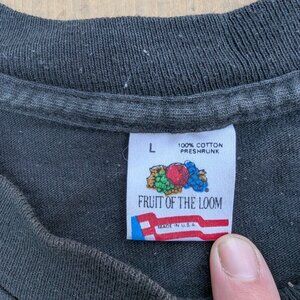 L
100% COTTON
PRESHRUNK
FRUIT OF THE LOOM
MADE IN U.S.A.